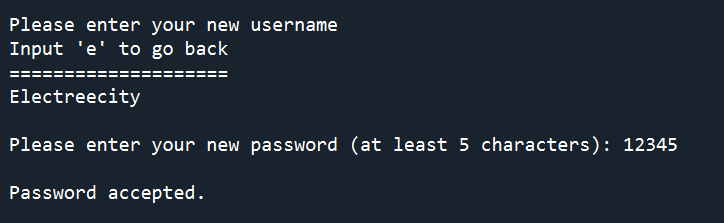 Please enter your new username
Input 'e' to go back
====================
Electreecity
Please enter your new password (at least 5 characters): 12345
Password accepted.